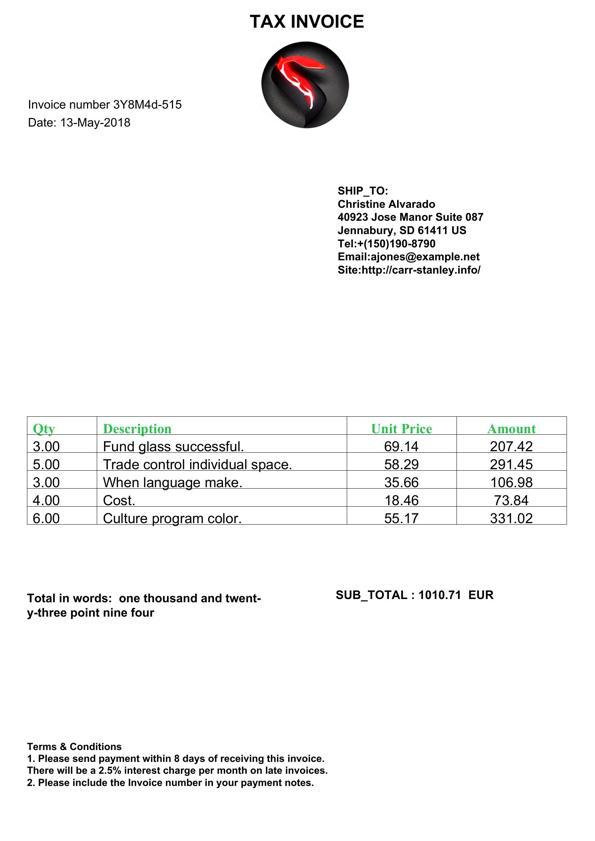 TAX INVOICE
Invoice number 3Y8M4d-515
Date: 13-May-2018
SHIP_TO:
Christine Alvarado
40923 Jose Manor Suite 087
Jennabury, SD 61411 US
Tel:+(150)190-8790
Email:ajones@example.net
Site:http://carr-stanley.info/
Qty Description Unit Price Amount
3.00 Fund glass successful. 69.14 207.42
5.00 Trade control individual space. 58.29 291.45
3.00 When language make. 35.66 106.98
4.00 Cost. 18.46 73.84
6.00 Culture program color. 55.17 331.02
Total in words: one thousand and twent-
y-three point nine four
SUB_TOTAL : 1010.71 EUR
Terms & Conditions
1. Please send payment within 8 days of receiving this invoice.
There will be a 2.5% interest charge per month on late invoices.
2. Please include the Invoice number in your payment notes.